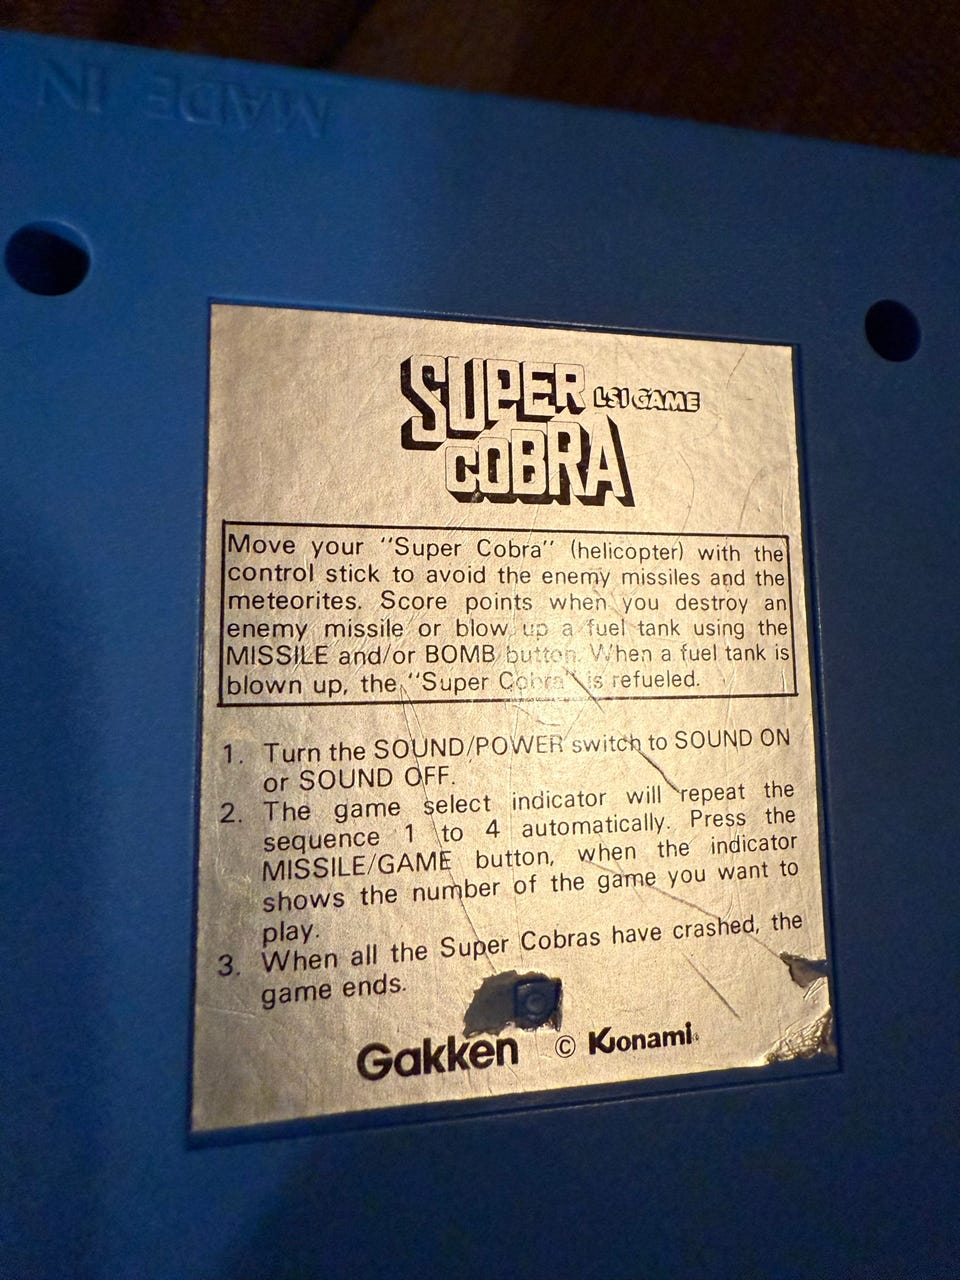 MADE IN
SUPER LSI GAME
COBRA
Move your "Super Cobra" (helicopter) with the
control stick to avoid the enemy missiles and the
meteorites. Score points when you destroy an
enemy missile or blow up a fuel tank using the
MISSILE and/or BOMB button. When a fuel tank is
blown up, the "Super Cobra" is refueled.
1. Turn the SOUND/POWER switch to SOUND ON
or SOUND OFF.
2. The game select indicator will repeat the
sequence 1 to 4 automatically. Press the
MISSILE/GAME button, when the indicator
shows the number of the game you want to
play.
3. When all the Super Cobras have crashed, the
game ends.
Gakken © Konami